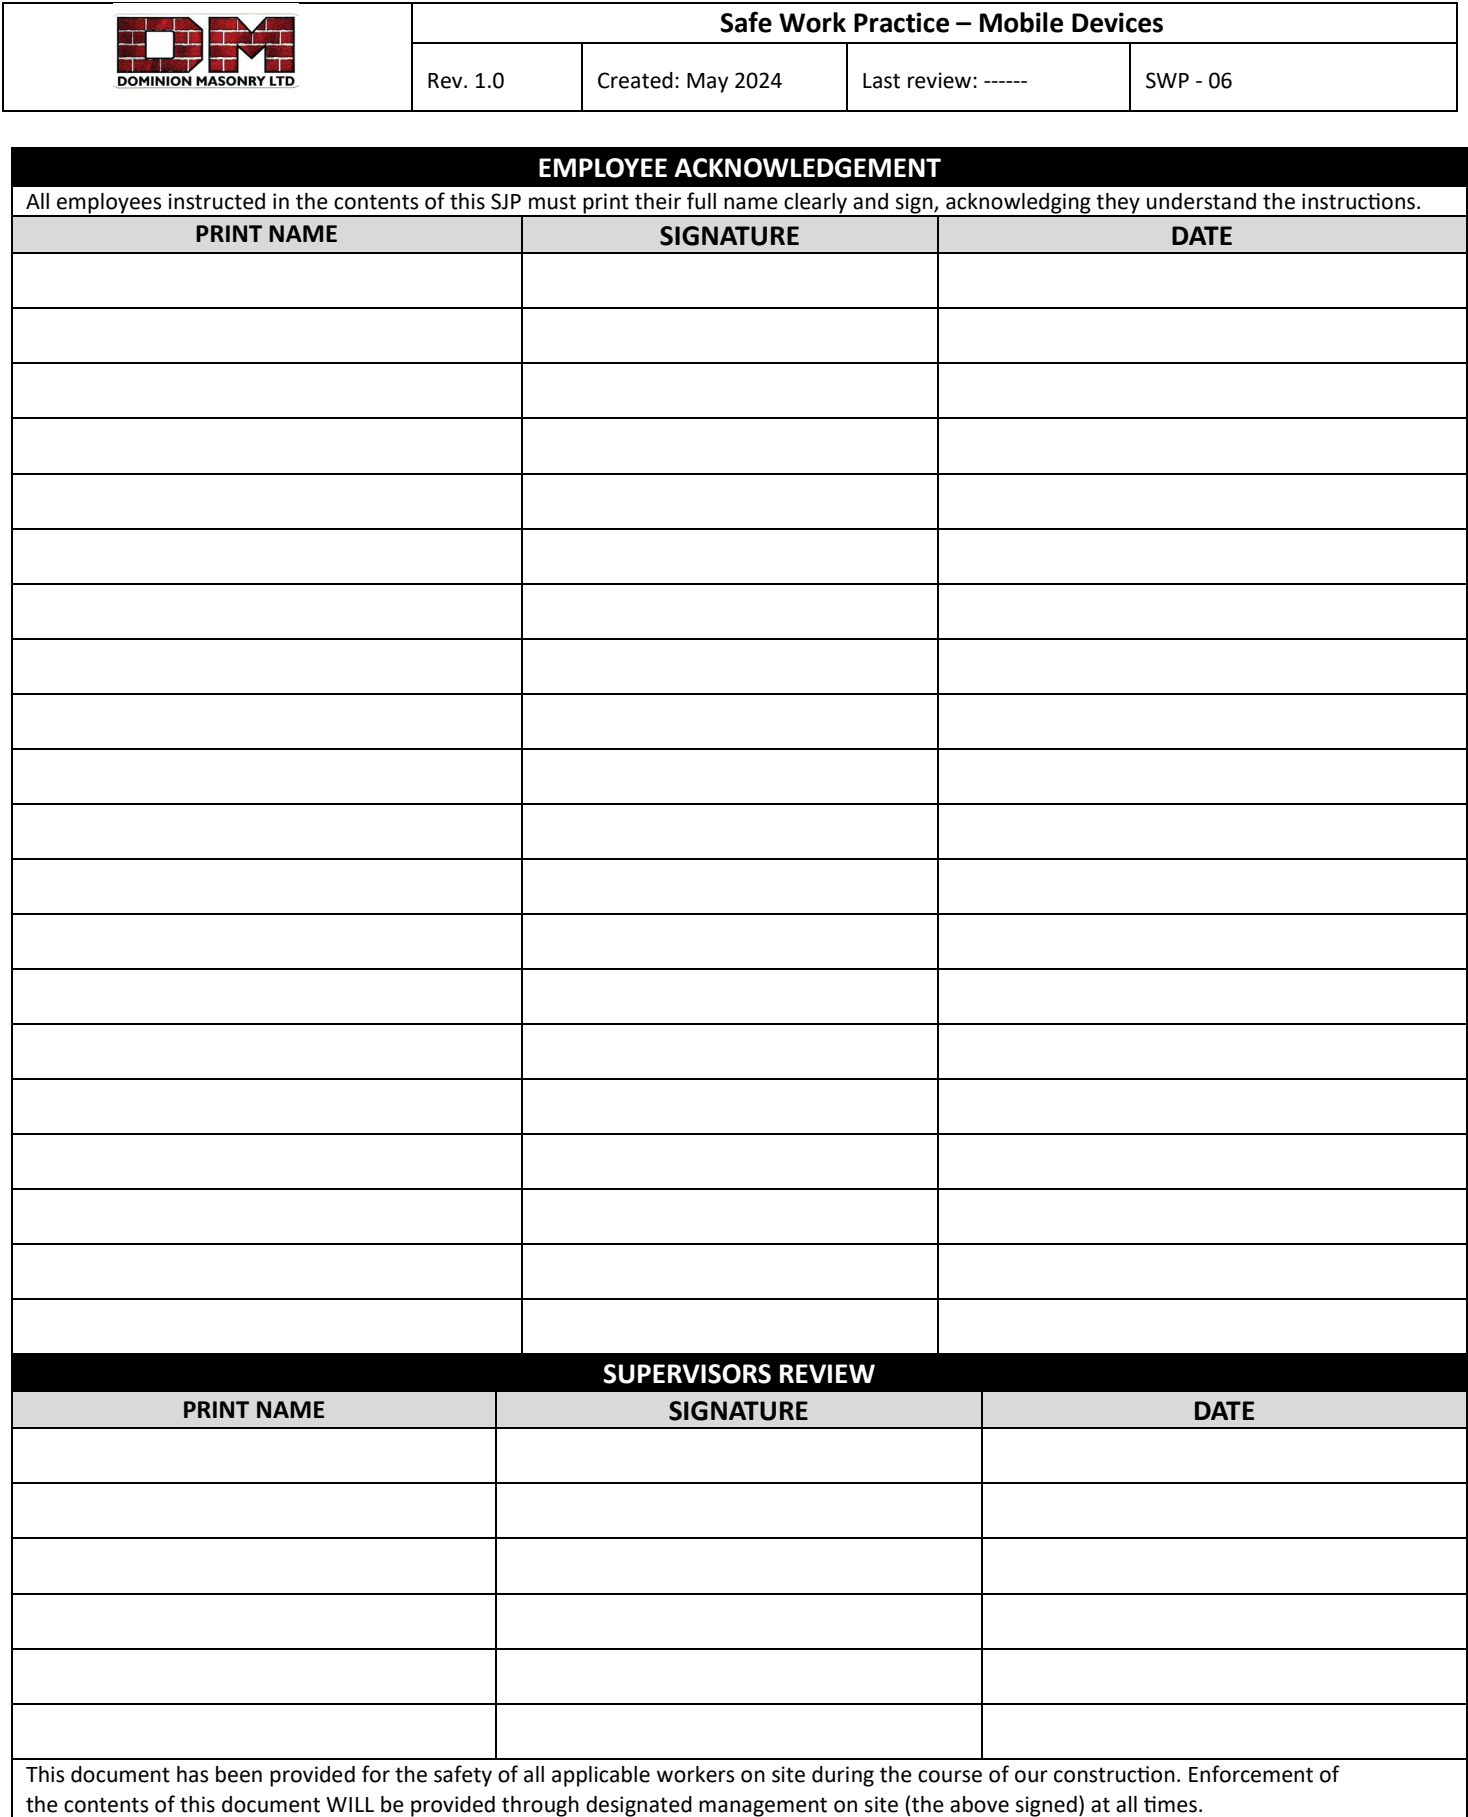 DM
DOMINION MASONRY LTD
Safe Work Practice – Mobile Devices
Rev. 1.0
Created: May 2024
Last review: ------
SWP - 06
EMPLOYEE ACKNOWLEDGEMENT
All employees instructed in the contents of this SJP must print their full name clearly and sign, acknowledging they understand the instructions.
PRINT NAME
SIGNATURE
DATE
SUPERVISORS REVIEW
PRINT NAME
SIGNATURE
DATE
This document has been provided for the safety of all applicable workers on site during the course of our construction. Enforcement of
the contents of this document WILL be provided through designated management on site (the above signed) at all times.